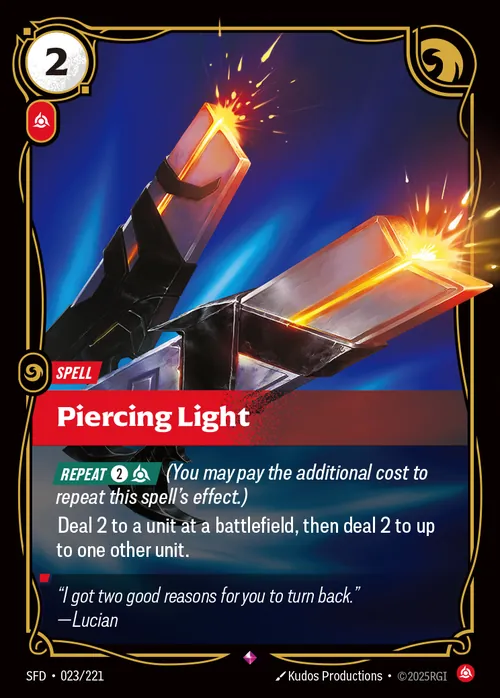 2
SPELL
Piercing Light
REPEAT 2 (You may pay the additional cost to
repeat this spell's effect.)
Deal 2 to a unit at a battlefield, then deal 2 to up
to one other unit.
“I got two good reasons for you to turn back.”
—Lucian
SFD • 023/221
Kudos Productions • ©2025RGI